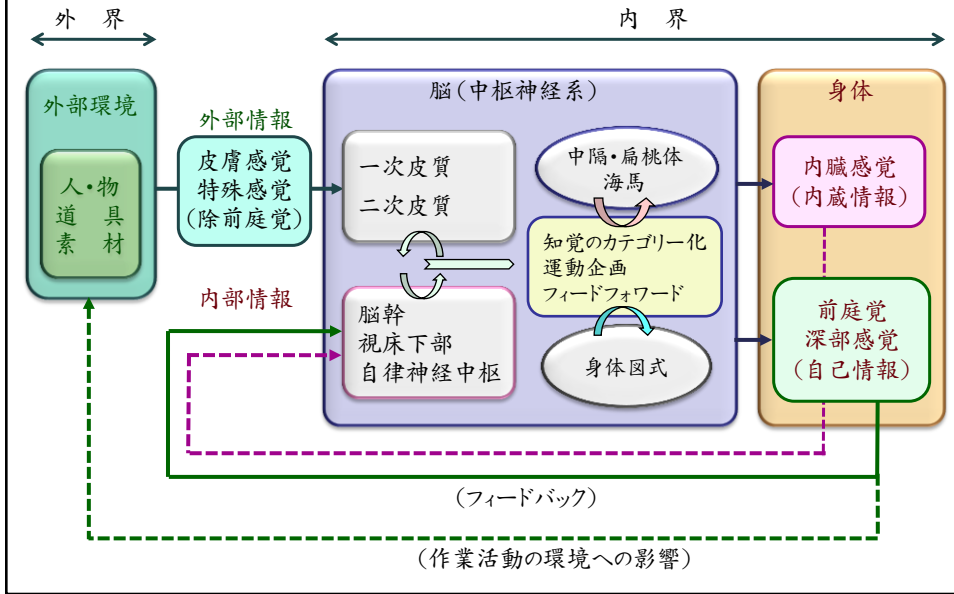 外　界
内　界
外部環境
人・物
道　具
素　材
外部情報
皮膚感覚
特殊感覚
(除前庭覚)
内部情報
脳(中枢神経系)
一次皮質
二次皮質
脳幹
視床下部
自律神経中枢
中隔・扁桃体
海馬
知覚のカテゴリー化
運動企画
フィードフォワード
身体図式
身体
内臓感覚
(内蔵情報)
前庭覚
深部感覚
(自己情報)
(フィードバック)
(作業活動の環境への影響)